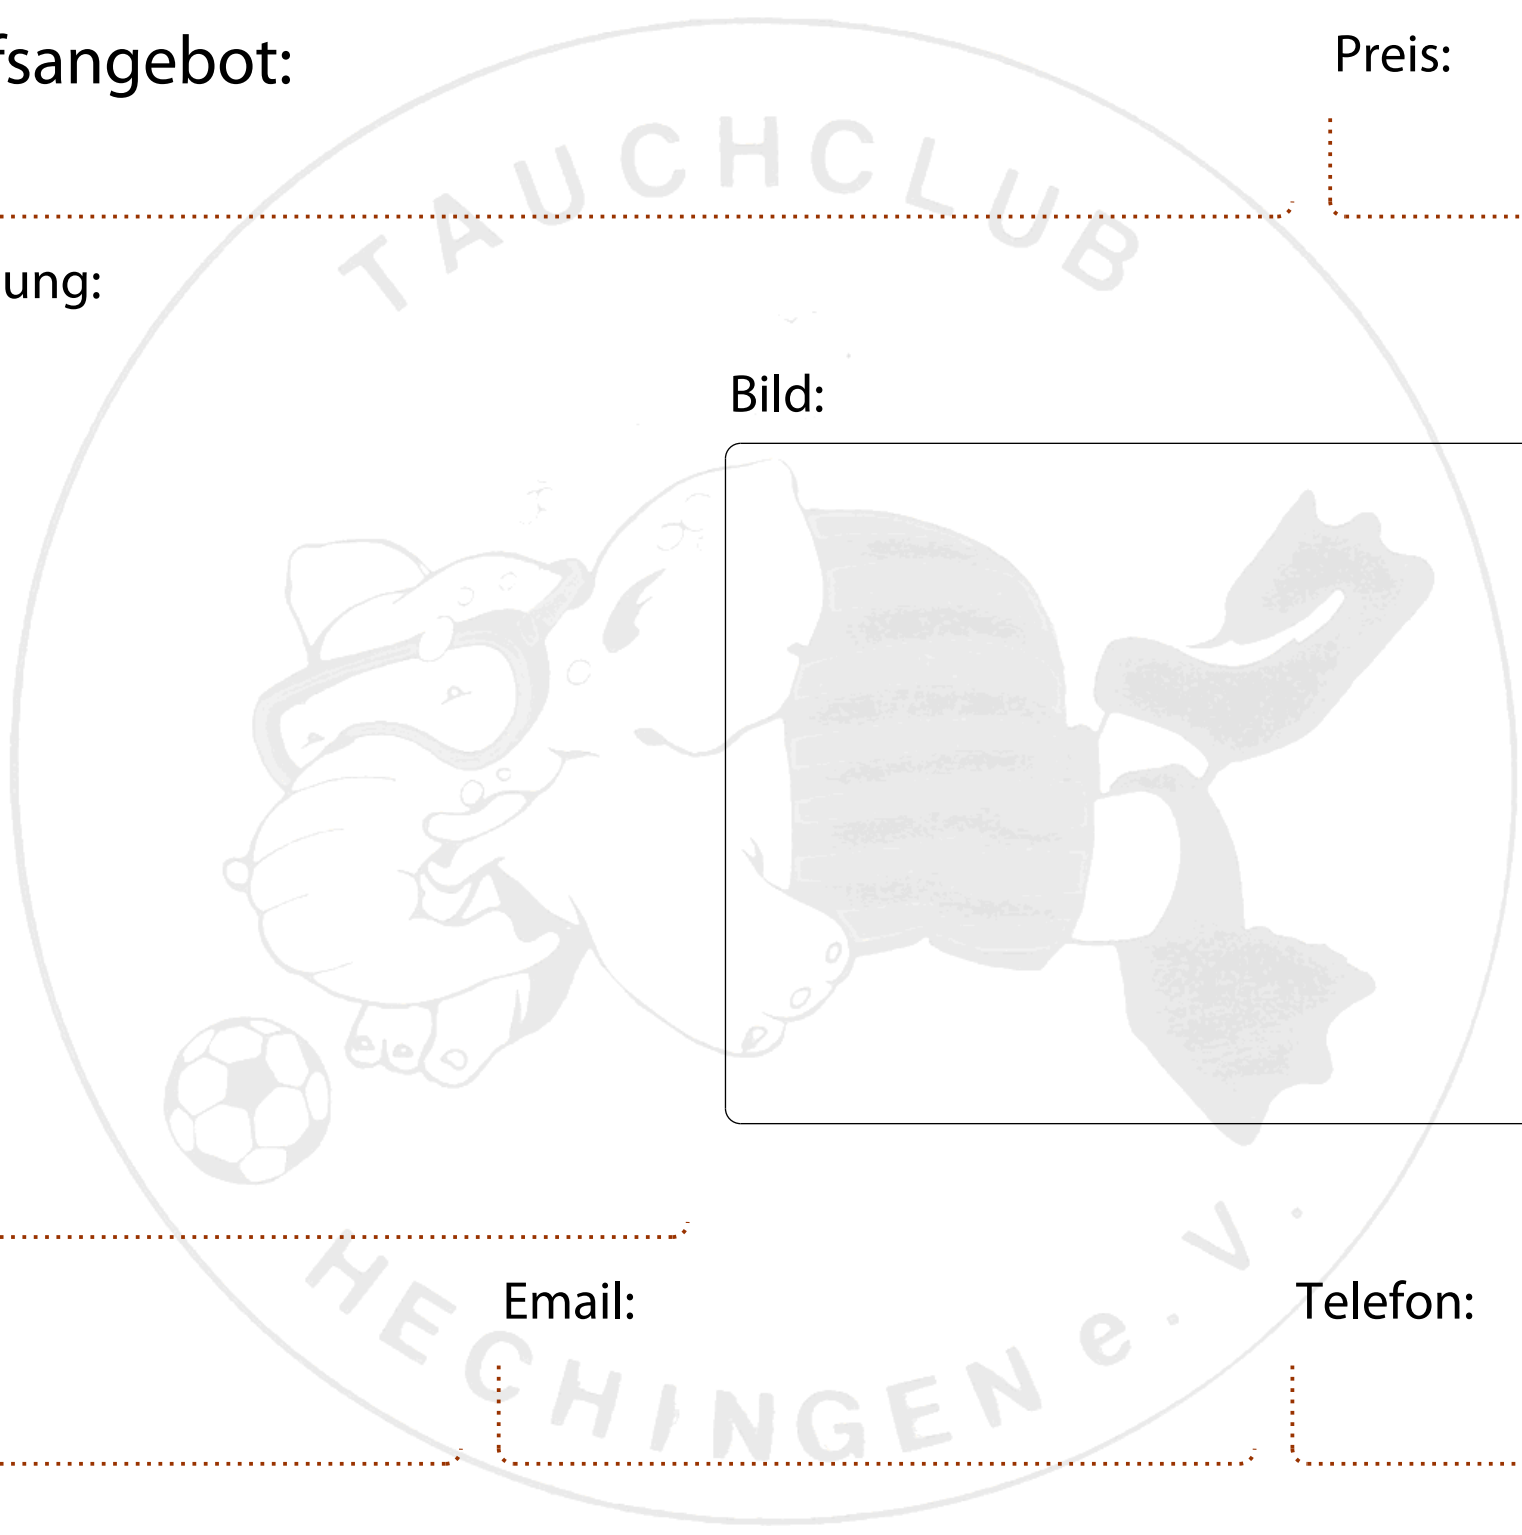 fsangebot:
Preis:
TAUCHCLUB
ung:
Bild:
Email:
Telefon:
HECHINGEN e. V.